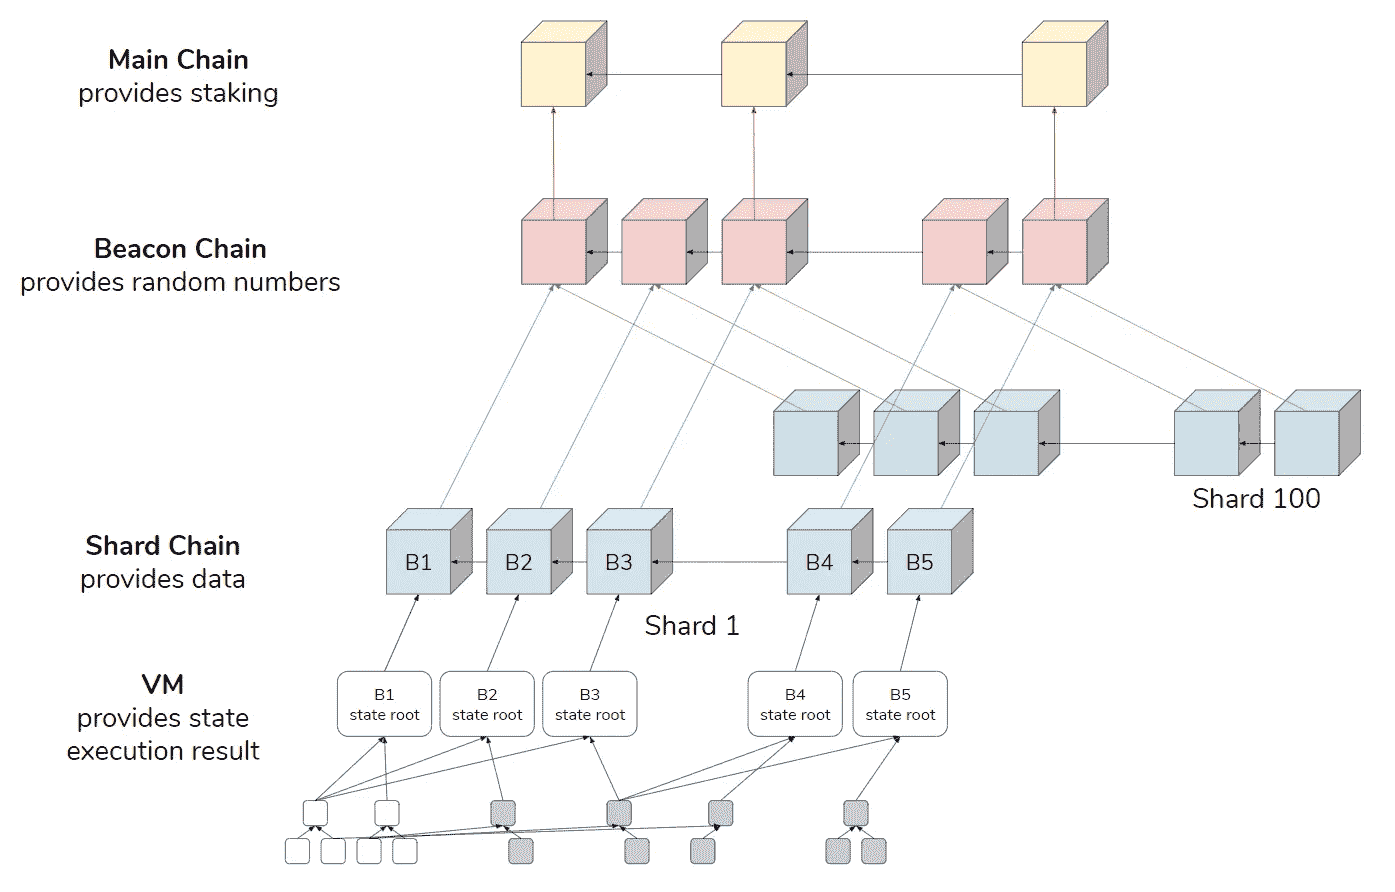 Main Chain
provides staking
Beacon Chain
provides random numbers
Shard 100
Shard Chain
provides data
B1
B2
B3
B4
B5
Shard 1
VM
provides state
execution result
B1
state root
B2
state root
B3
state root
B4
state root
B5
state root